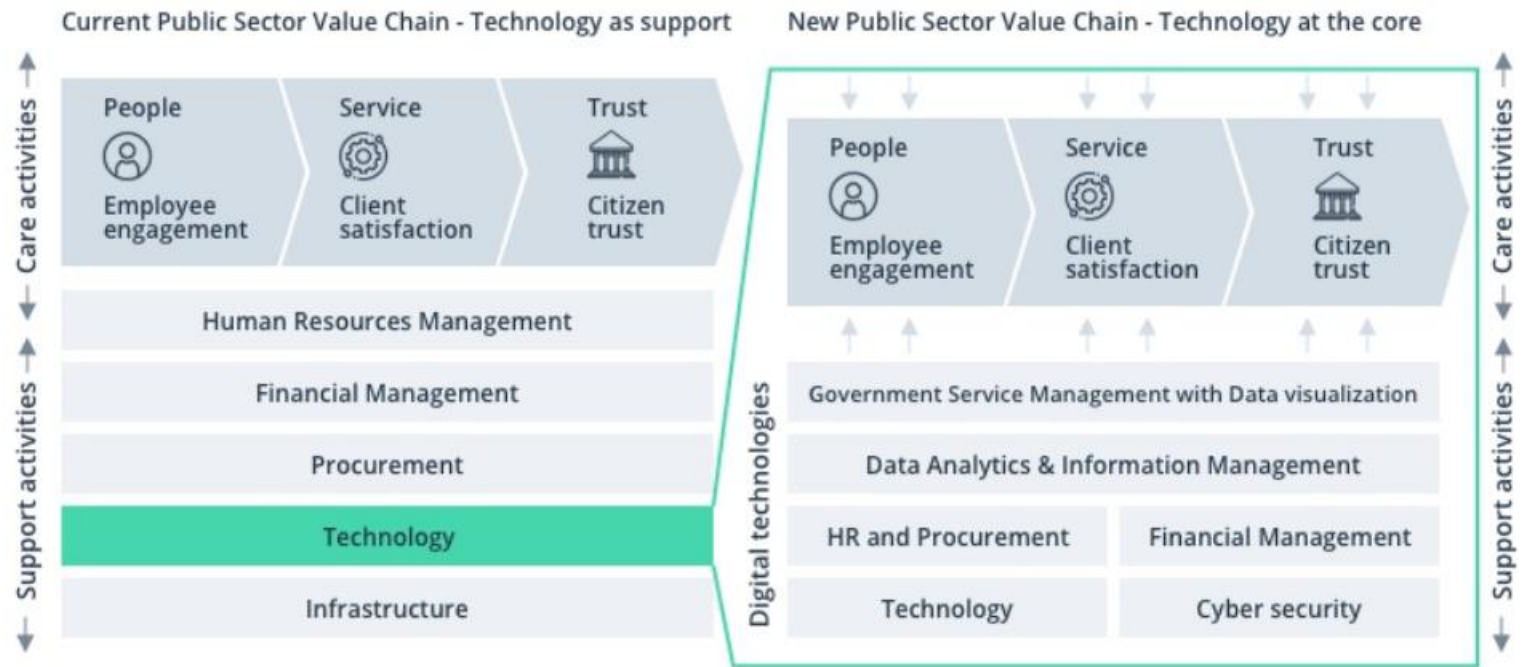 Current Public Sector Value Chain - Technology as support
Care activities
Support activities
People
Employee
engagement
Service
Client
satisfaction
Trust
Citizen
trust
Human Resources Management
Financial Management
Procurement
Technology
Infrastructure
New Public Sector Value Chain - Technology at the core
Digital technologies
People
Employee
engagement
Service
Client
satisfaction
Trust
Citizen
trust
Government Service Management with Data visualization
Data Analytics & Information Management
HR and Procurement
Financial Management
Technology
Cyber security
Care activities
Support activities